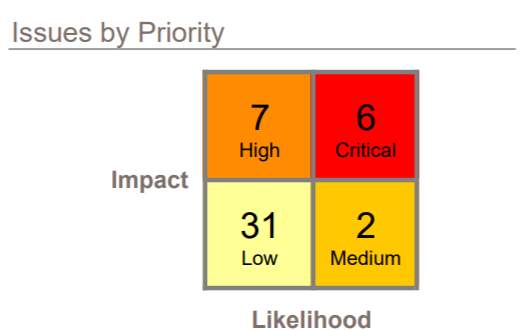 Issues by Priority
7
High
6
Critical
Impact
31
Low
2
Medium
Likelihood